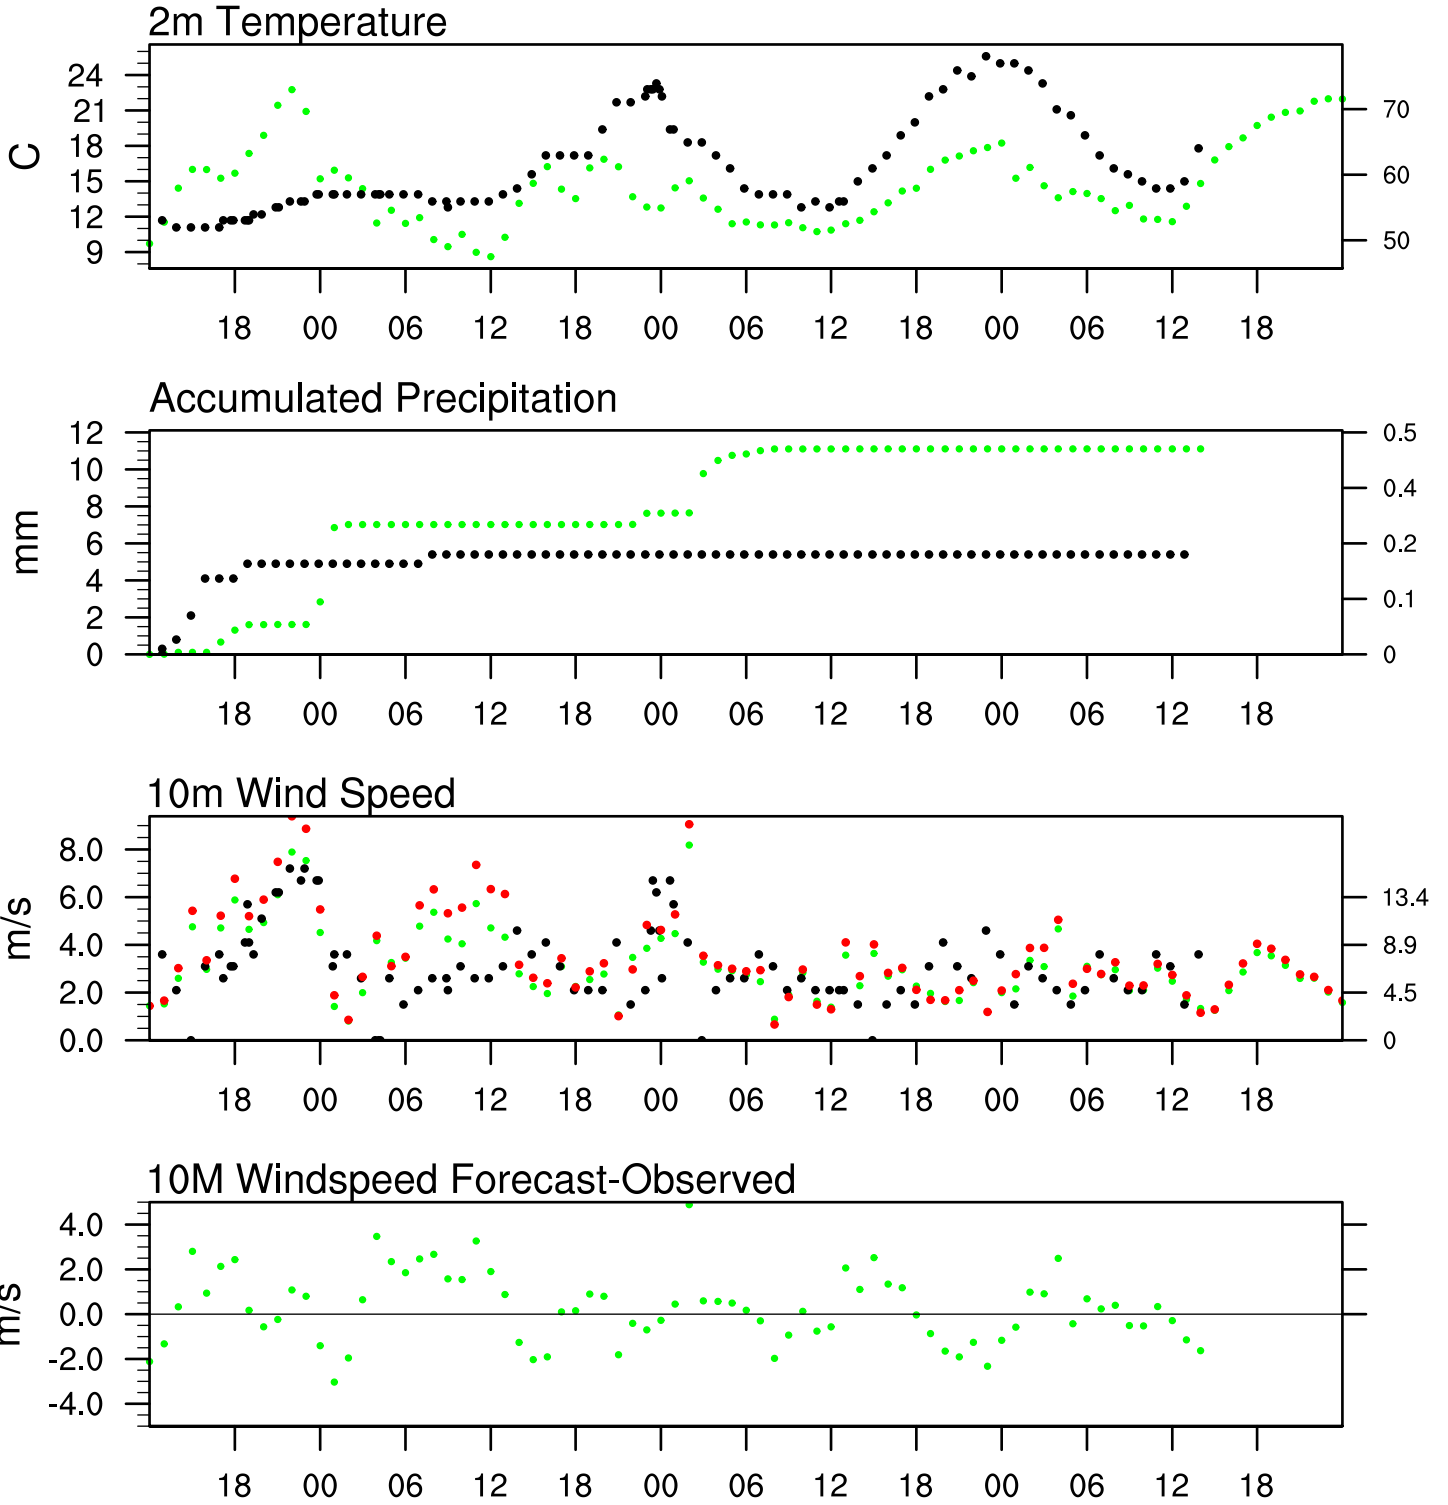 2m Temperature
24
21
18
15
12
9
C
70
60
50
18 00 06 12 18 00 06 12 18 00 06 12 18
Accumulated Precipitation
12
10
8
6
4
2
0
mm
0.5
0.4
0.2
0.1
0
18 00 06 12 18 00 06 12 18 00 06 12 18
10m Wind Speed
8.0
6.0
4.0
2.0
0.0
m/s
13.4
8.9
4.5
0
18 00 06 12 18 00 06 12 18 00 06 12 18
10M Windspeed Forecast-Observed
4.0
2.0
0.0
-2.0
-4.0
m/s
18 00 06 12 18 00 06 12 18 00 06 12 18